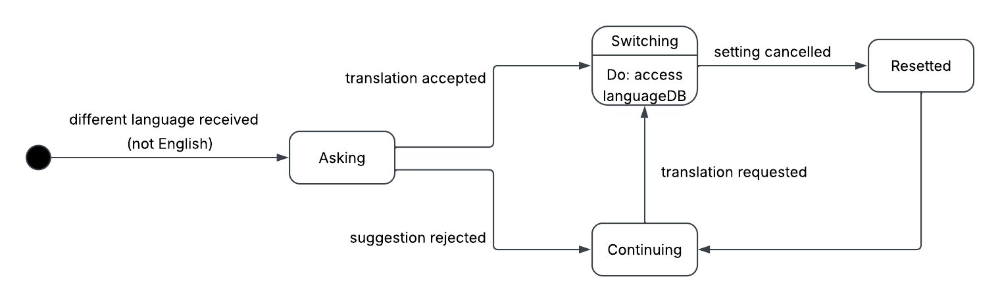 different language received
(not English)
Asking
translation accepted
suggestion rejected
Switching
Do: access
languageDB
setting cancelled
Resetted
translation requested
Continuing